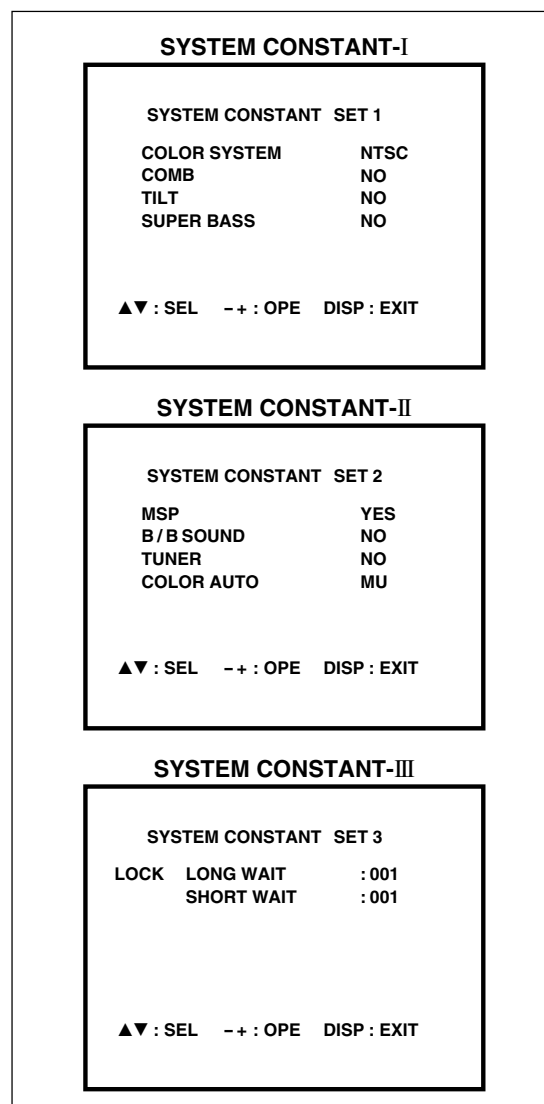 SYSTEM CONSTANT-Ⅰ
SYSTEM CONSTANT SET 1
COLOR SYSTEM NTSC
COMB NO
TILT NO
SUPER BASS NO
▲▼ : SEL －+ : OPE DISP : EXIT
SYSTEM CONSTANT-Ⅱ
SYSTEM CONSTANT SET 2
MSP YES
B / B SOUND NO
TUNER NO
COLOR AUTO MU
▲▼ : SEL －+ : OPE DISP : EXIT
SYSTEM CONSTANT-Ⅲ
SYSTEM CONSTANT SET 3
LOCK LONG WAIT : 001
SHORT WAIT : 001
▲▼ : SEL －+ : OPE DISP : EXIT